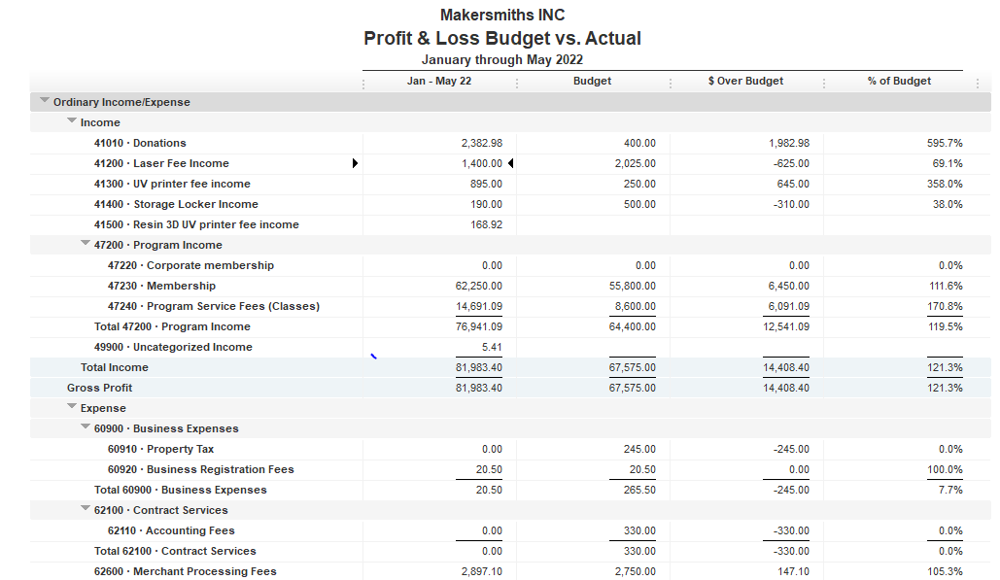 Makersmiths INC
Profit & Loss Budget vs. Actual
January through May 2022
Jan - May 22 Budget $ Over Budget % of Budget
Ordinary Income/Expense
Income
41010 · Donations 2,382.98 400.00 1,982.98 595.7%
41200 · Laser Fee Income 1,400.00 2,025.00 -625.00 69.1%
41300 · UV printer fee income 895.00 250.00 645.00 358.0%
41400 · Storage Locker Income 190.00 500.00 -310.00 38.0%
41500 · Resin 3D UV printer fee income 168.92
47200 · Program Income
47220 · Corporate membership 0.00 0.00 0.00 0.0%
47230 · Membership 62,250.00 55,800.00 6,450.00 111.6%
47240 · Program Service Fees (Classes) 14,691.09 8,600.00 6,091.09 170.8%
Total 47200 · Program Income 76,941.09 64,400.00 12,541.09 119.5%
49900 · Uncategorized Income 5.41
Total Income 81,983.40 67,575.00 14,408.40 121.3%
Gross Profit 81,983.40 67,575.00 14,408.40 121.3%
Expense
60900 · Business Expenses
60910 · Property Tax 0.00 245.00 -245.00 0.0%
60920 · Business Registration Fees 20.50 20.50 0.00 100.0%
Total 60900 · Business Expenses 20.50 265.50 -245.00 7.7%
62100 · Contract Services
62110 · Accounting Fees 0.00 330.00 -330.00 0.0%
Total 62100 · Contract Services 0.00 330.00 -330.00 0.0%
62600 · Merchant Processing Fees 2,897.10 2,750.00 147.10 105.3%